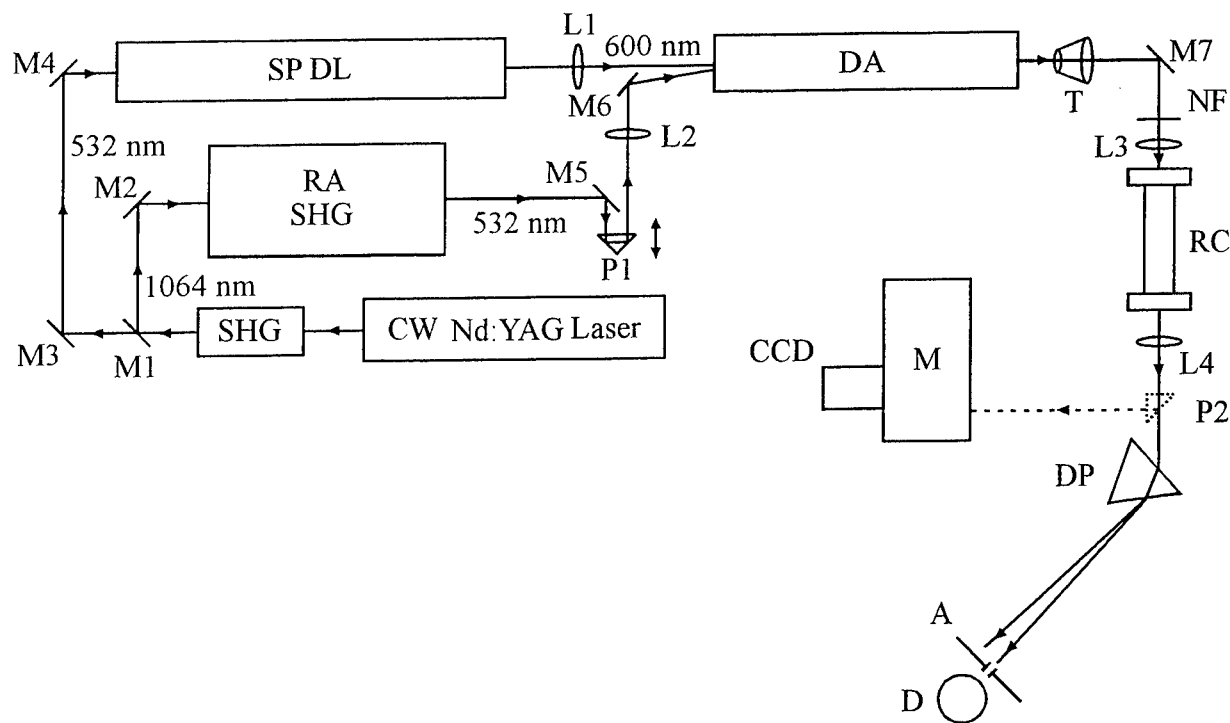 L1
600 nm
M4
SP DL
DA
M7
M6
T
NF
L2
L3
532 nm
M2
RA
SHG
M5
532 nm
RC
P1
1064 nm
SHG
CW Nd:YAG Laser
M3
M1
CCD
M
L4
P2
DP
A
D